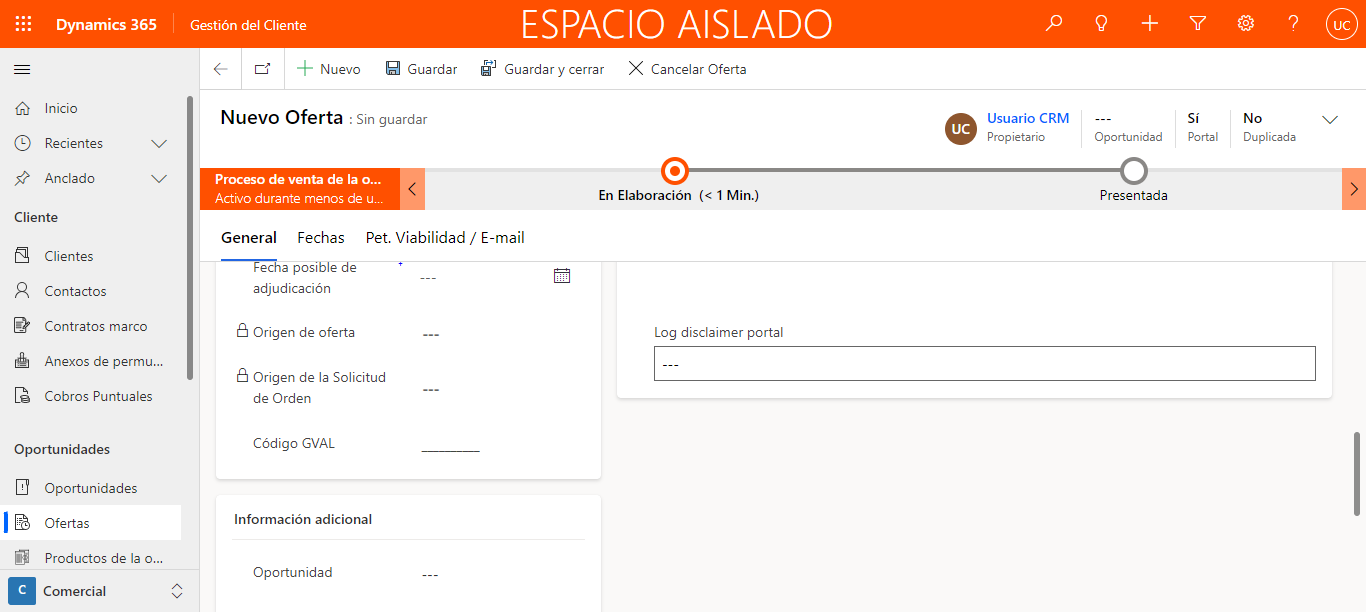 Dynamics 365
Gestión del Cliente
ESPACIO AISLADO
UC
Nuevo
Guardar
Guardar y cerrar
Cancelar Oferta
Inicio
Recientes
Anclado
Cliente
Clientes
Contactos
Contratos marco
Anexos de permu...
Cobros Puntuales
Oportunidades
Oportunidades
Ofertas
Productos de la o...
C
Comercial
Nuevo Oferta : Sin guardar
UC
Usuario CRM
Propietario
---
Oportunidad
Sí
Portal
No
Duplicada
Proceso de venta de la o...
Activo durante menos de u...
En Elaboración (< 1 Min.)
Presentada
General
Fechas
Pet. Viabilidad / E-mail
Fecha posible de
adjudicación
---
Origen de oferta
---
Origen de la Solicitud
de Orden
---
Código GVAL
__________
Información adicional
Oportunidad
---
Log disclaimer portal
---